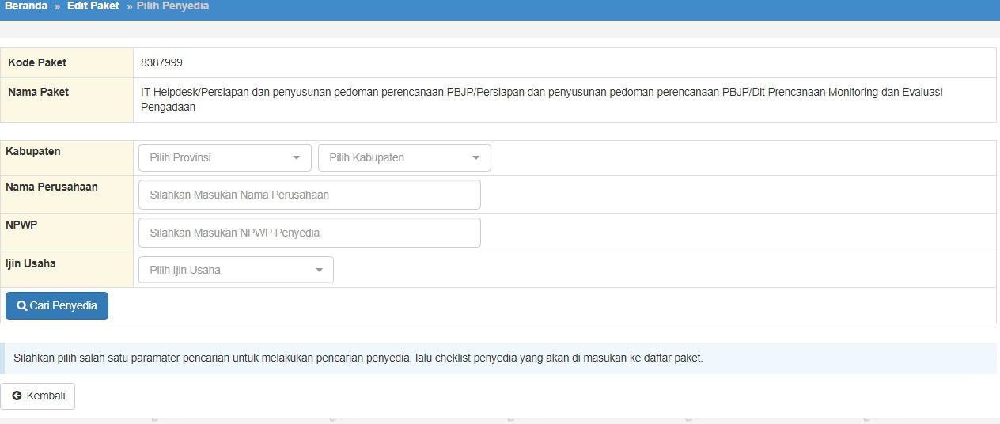 Beranda » Edit Paket » Pilih Penyedia
Kode Paket 8387999
Nama Paket IT-Helpdesk/Persiapan dan penyusunan pedoman perencanaan PBJP/Persiapan dan penyusunan pedoman perencanaan PBJP/Dit Prencanaan Monitoring dan Evaluasi
Pengadaan
Kabupaten Pilih Provinsi Pilih Kabupaten
Nama Perusahaan Silahkan Masukan Nama Perusahaan
NPWP Silahkan Masukan NPWP Penyedia
Ijin Usaha Pilih Ijin Usaha
Cari Penyedia
Silahkan pilih salah satu paramater pencarian untuk melakukan pencarian penyedia, lalu cheklist penyedia yang akan di masukan ke daftar paket.
Kembali